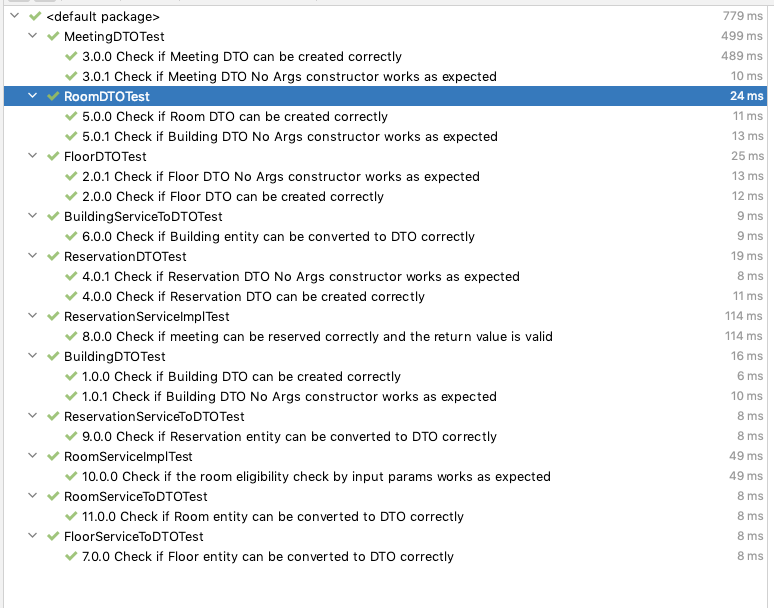 <default package> 779 ms
MeetingDTOTest 499 ms
3.0.0 Check if Meeting DTO can be created correctly 489 ms
3.0.1 Check if Meeting DTO No Args constructor works as expected 10 ms
RoomDTOTest 24 ms
5.0.0 Check if Room DTO can be created correctly 11 ms
5.0.1 Check if Building DTO No Args constructor works as expected 13 ms
FloorDTOTest 25 ms
2.0.1 Check if Floor DTO No Args constructor works as expected 13 ms
2.0.0 Check if Floor DTO can be created correctly 12 ms
BuildingServiceToDTOTest 9 ms
6.0.0 Check if Building entity can be converted to DTO correctly 9 ms
ReservationDTOTest 19 ms
4.0.1 Check if Reservation DTO No Args constructor works as expected 8 ms
4.0.0 Check if Reservation DTO can be created correctly 11 ms
ReservationServiceImplTest 114 ms
8.0.0 Check if meeting can be reserved correctly and the return value is valid 114 ms
BuildingDTOTest 16 ms
1.0.0 Check if Building DTO can be created correctly 6 ms
1.0.1 Check if Building DTO No Args constructor works as expected 10 ms
ReservationServiceToDTOTest 8 ms
9.0.0 Check if Reservation entity can be converted to DTO correctly 8 ms
RoomServiceImplTest 49 ms
10.0.0 Check if the room eligibility check by input params works as expected 49 ms
RoomServiceToDTOTest 8 ms
11.0.0 Check if Room entity can be converted to DTO correctly 8 ms
FloorServiceToDTOTest 8 ms
7.0.0 Check if Floor entity can be converted to DTO correctly 8 ms